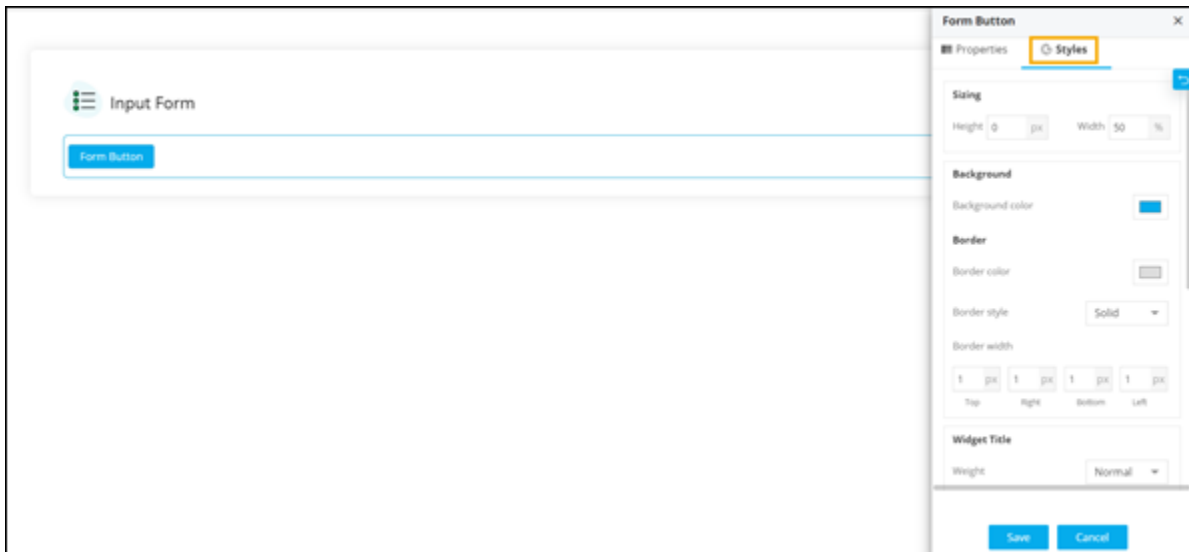 Form Button
Properties Styles
Sizing
Height 0 px Width 50 %
Background
Background color
Border
Border color
Border style Solid
Border width
1 px 1 px 1 px 1 px
Top Right Bottom Left
Widget Title
Weight Normal
Save Cancel
Input Form
Form Button